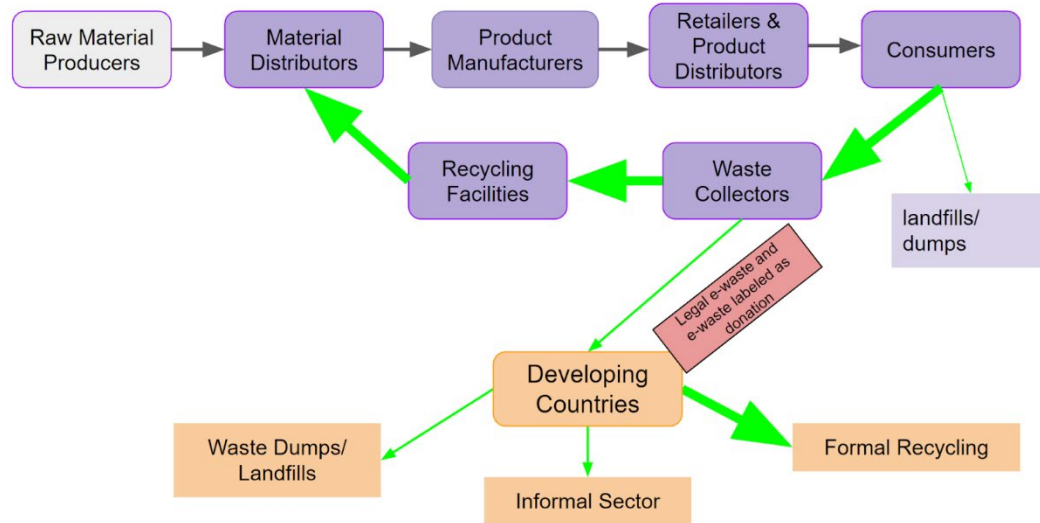 Raw Material
Producers
Material
Distributors
Product
Manufacturers
Retailers &
Product
Distributors
Consumers
Recycling
Facilities
Waste
Collectors
landfills/
dumps
Legal e-waste and
e-waste labeled as
donation
Developing
Countries
Waste Dumps/
Landfills
Informal Sector
Formal Recycling